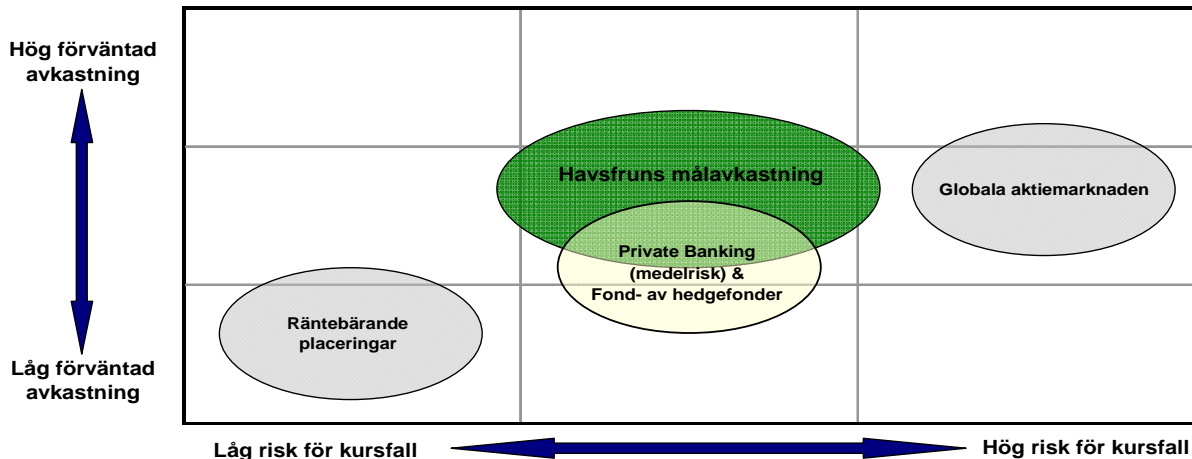 Hög förväntad
avkastning
Havsfruns målavkastning
Globala aktiemarknaden
Private Banking
(medelrisk) &
Fond- av hedgefonder
Räntebärande
placeringar
Låg förväntad
avkastning
Låg risk för kursfall
Hög risk för kursfall